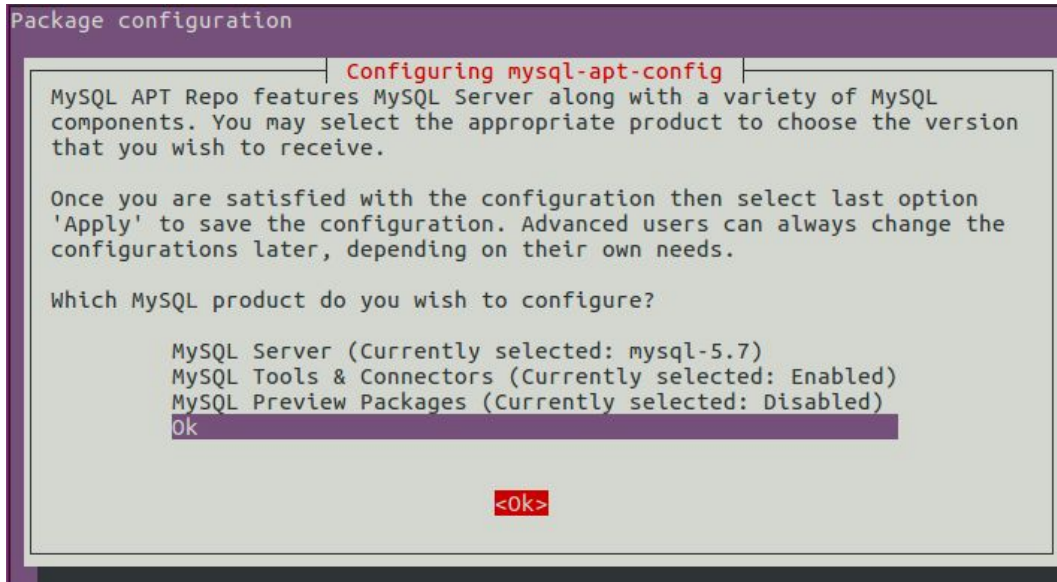 Package configuration
Configuring mysql-apt-config
MySQL APT Repo features MySQL Server along with a variety of MySQL
components. You may select the appropriate product to choose the version
that you wish to receive.
Once you are satisfied with the configuration then select last option
'Apply' to save the configuration. Advanced users can always change the
configurations later, depending on their own needs.
Which MySQL product do you wish to configure?
MySQL Server (Currently selected: mysql-5.7)
MySQL Tools & Connectors (Currently selected: Enabled)
MySQL Preview Packages (Currently selected: Disabled)
Ok
<Ok>